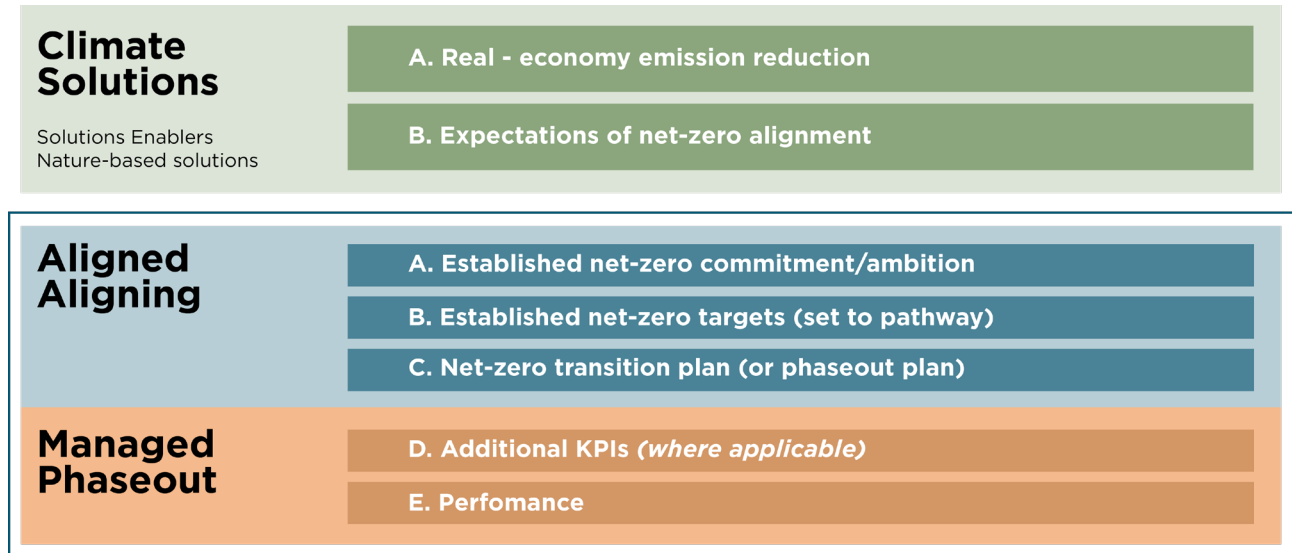 Climate
Solutions
Solutions Enablers
Nature-based solutions
A. Real - economy emission reduction
B. Expectations of net-zero alignment
Aligned
Aligning
A. Established net-zero commitment/ambition
B. Established net-zero targets (set to pathway)
C. Net-zero transition plan (or phaseout plan)
Managed
Phaseout
D. Additional KPIs (where applicable)
E. Perfomance